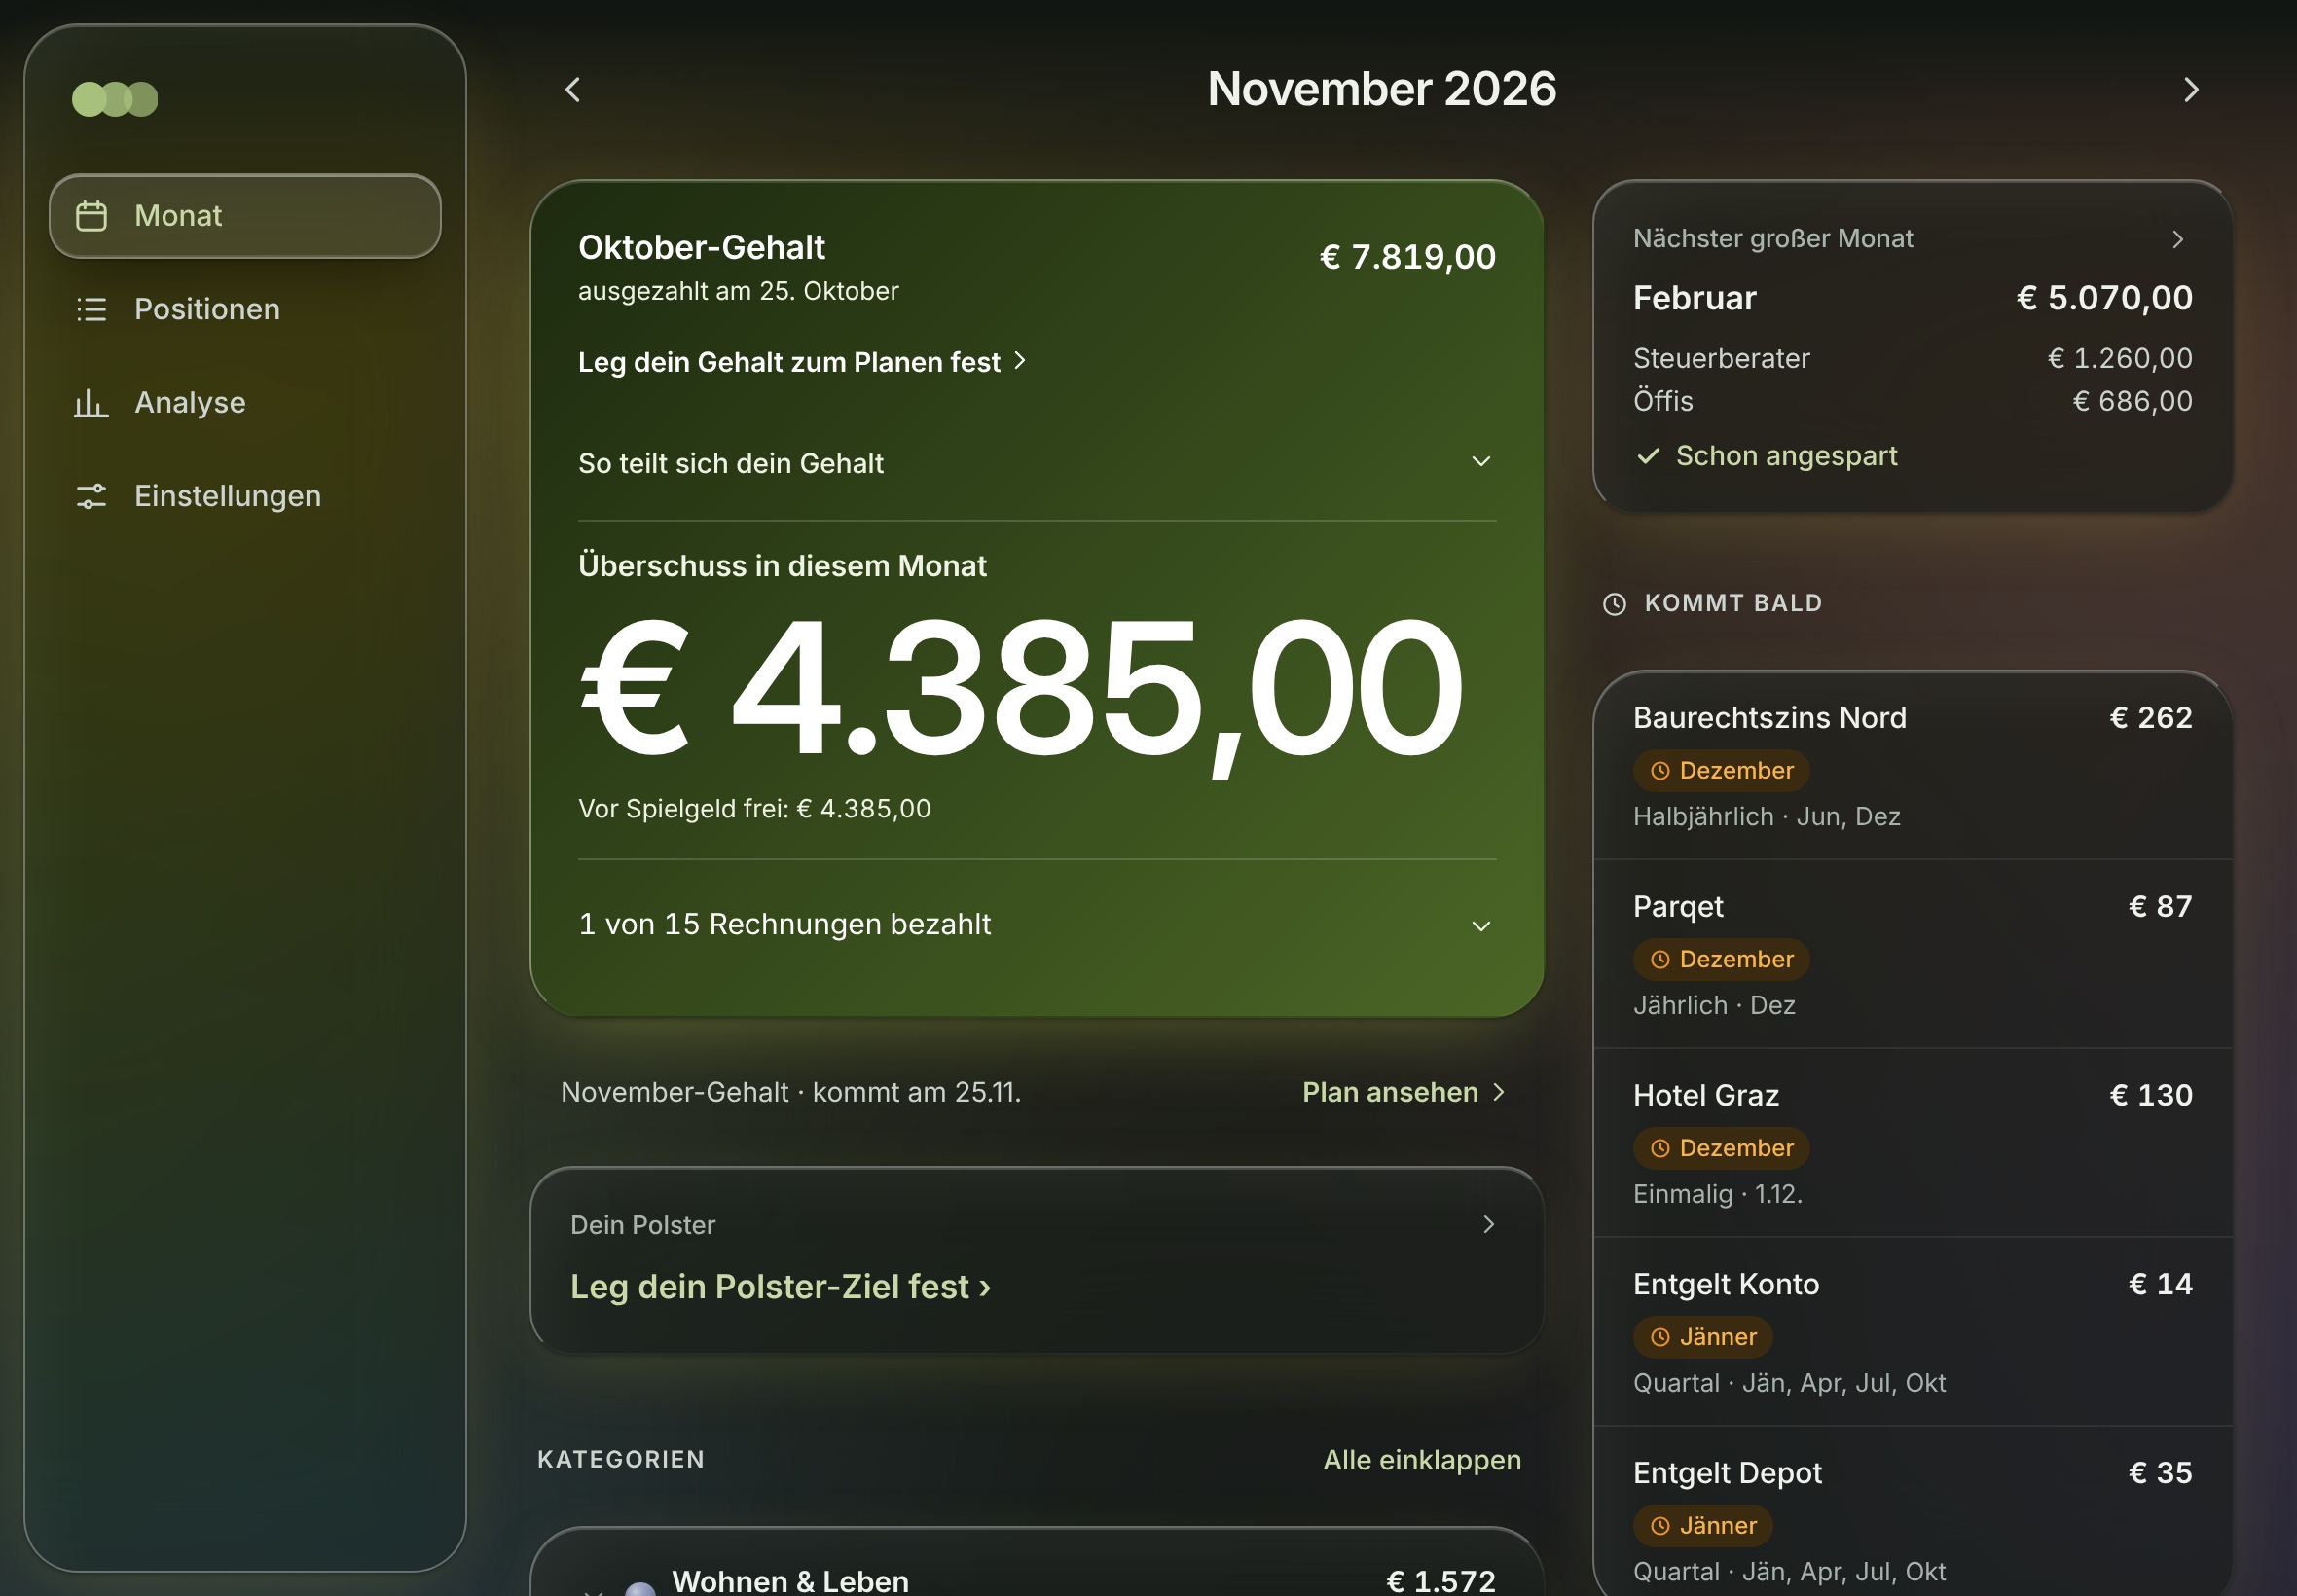 November 2026
Monat
Positionen
Analyse
Einstellungen
Oktober-Gehalt
€ 7.819,00
ausgezahlt am 25. Oktober
Leg dein Gehalt zum Planen fest
So teilt sich dein Gehalt
Überschuss in diesem Monat
€ 4.385,00
Vor Spielgeld frei: € 4.385,00
1 von 15 Rechnungen bezahlt
November-Gehalt · kommt am 25.11.
Plan ansehen
Dein Polster
Leg dein Polster-Ziel fest ›
KATEGORIEN
Alle einklappen
Wohnen & Leben
€ 1.572
Nächster großer Monat
Februar
€ 5.070,00
Steuerberater
€ 1.260,00
Öffis
€ 686,00
Schon angespart
KOMMT BALD
Baurechtszins Nord
€ 262
Dezember
Halbjährlich · Jun, Dez
Parqet
€ 87
Dezember
Jährlich · Dez
Hotel Graz
€ 130
Dezember
Einmalig · 1.12.
Entgelt Konto
€ 14
Jänner
Quartal · Jän, Apr, Jul, Okt
Entgelt Depot
€ 35
Jänner
Quartal · Jän, Apr, Jul, Okt